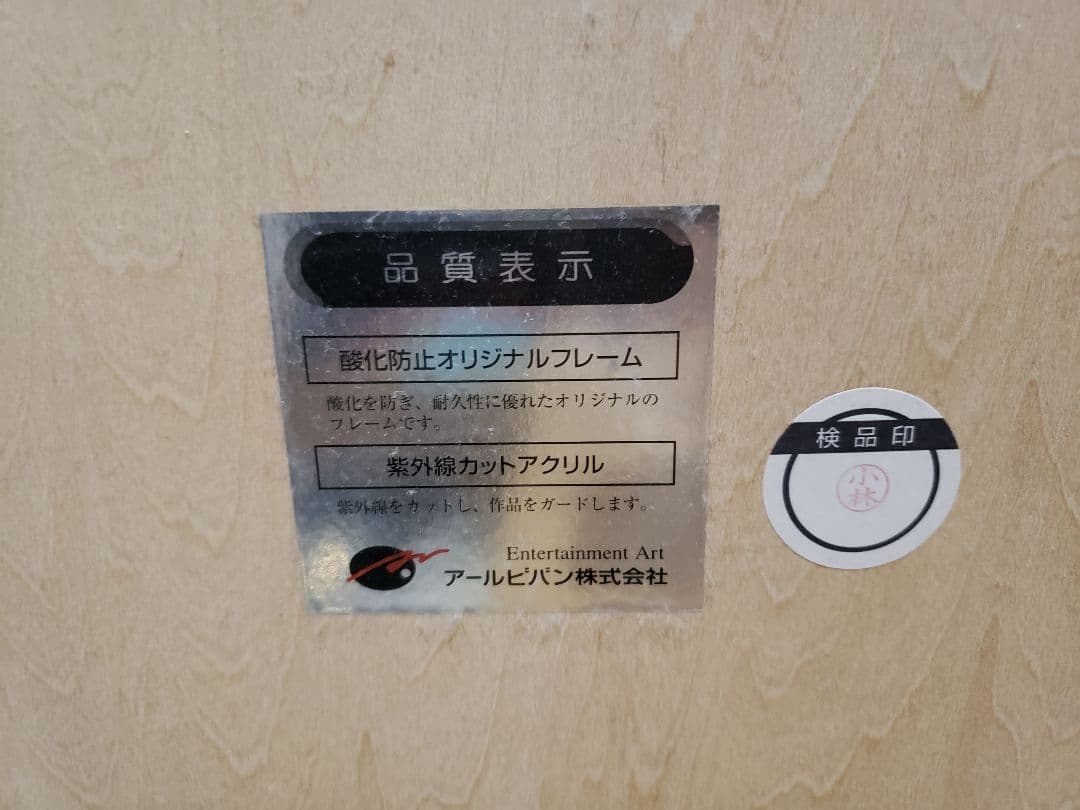 品質表示
酸化防止オリジナルフレーム
酸化を防ぎ、耐久性に優れたオリジナルの
フレームです。
紫外線カットアクリル
紫外線をカットし、作品をガードします。
Entertainment Art
アールビバン株式会社
検品印
小林